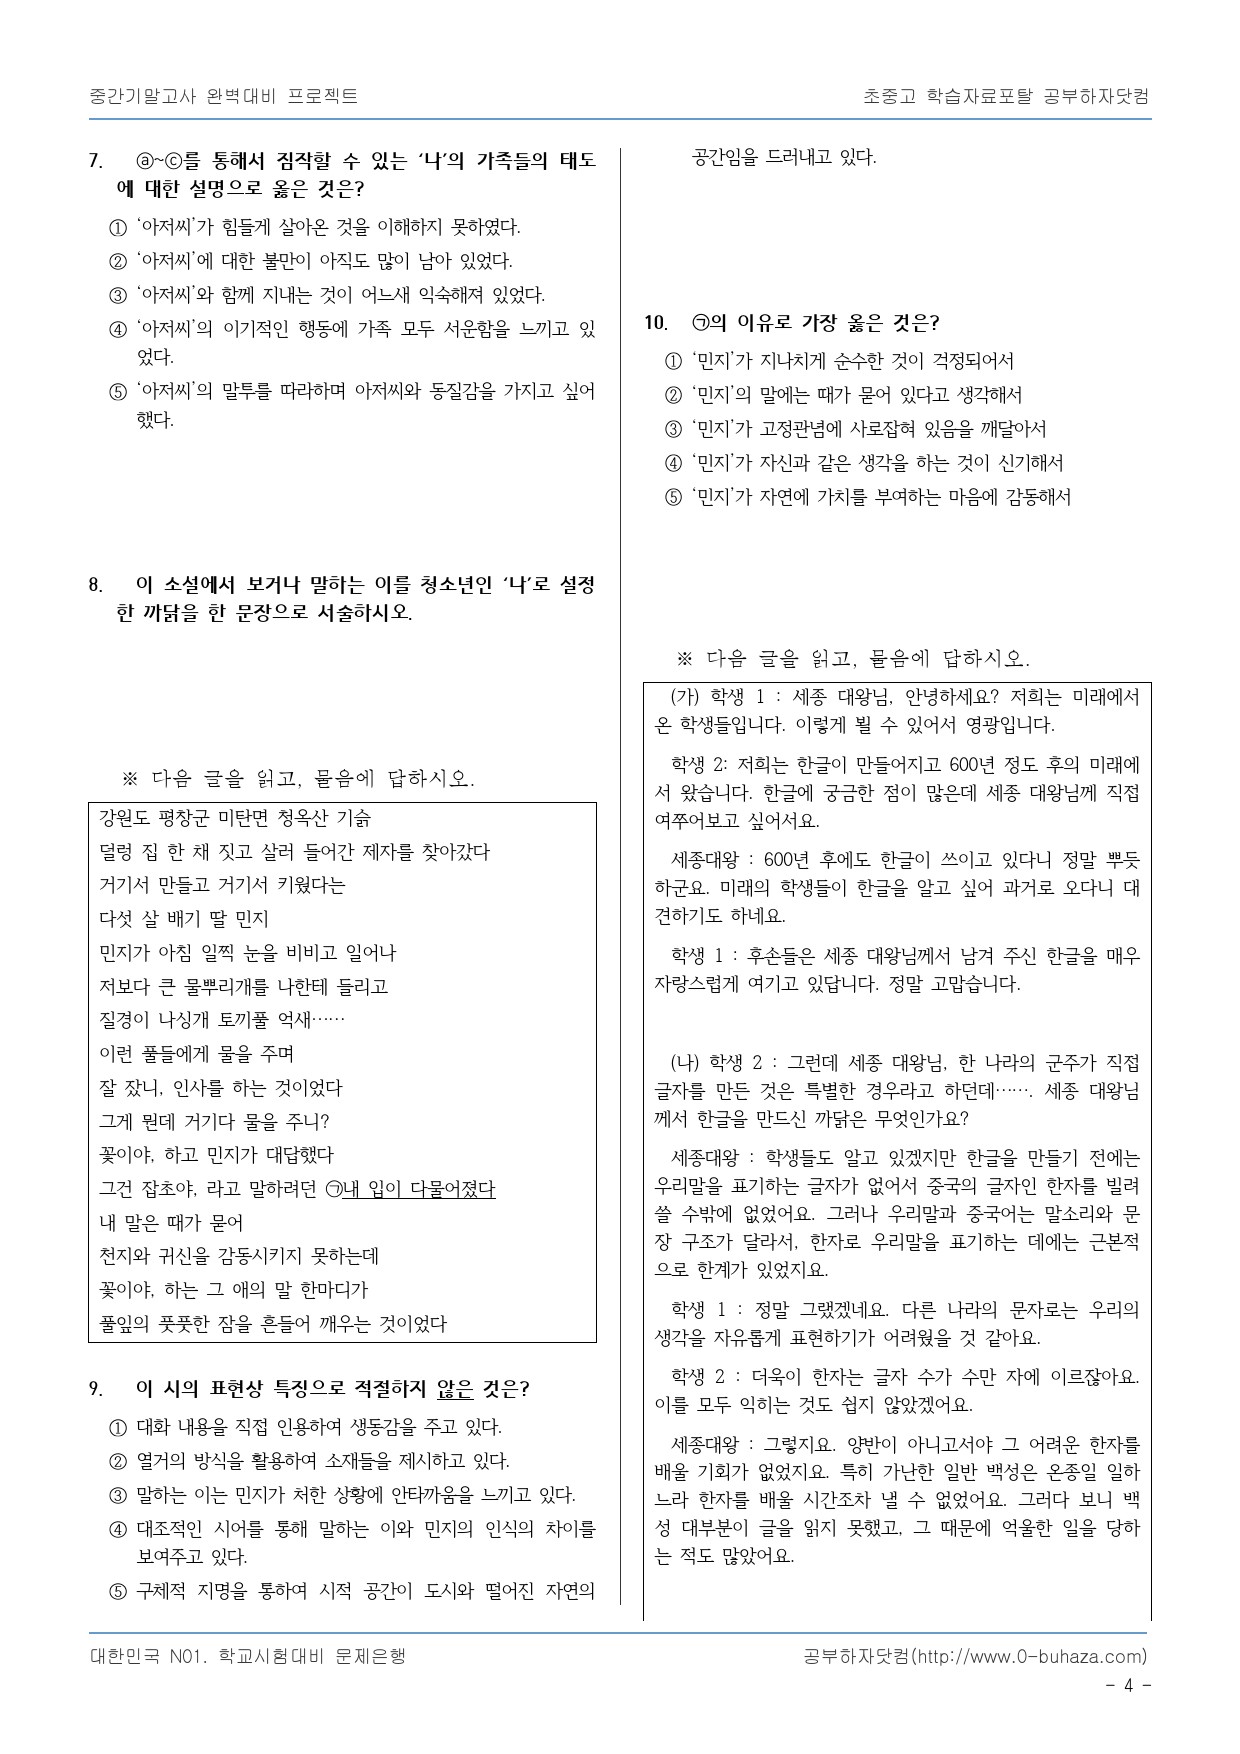 중간기말고사 완벽대비 프로젝트
초중고 학습자료포탈 공부하자닷컴
7. ⓐ~ⓒ를 통해서 짐작할 수 있는 ‘나’의 가족들의 태도
에 대한 설명으로 옳은 것은?
① ‘아저씨’가 힘들게 살아온 것을 이해하지 못하였다.
② ‘아저씨’에 대한 불만이 아직도 많이 남아 있었다.
③ ‘아저씨’와 함께 지내는 것이 어느새 익숙해져 있었다.
④ ‘아저씨’의 이기적인 행동에 가족 모두 서운함을 느끼고 있
었다.
⑤ ‘아저씨’의 말투를 따라하며 아저씨와 동질감을 가지고 싶어
했다.
8. 이 소설에서 보거나 말하는 이를 청소년인 ‘나’로 설정
한 까닭을 한 문장으로 서술하시오.
※ 다음 글을 읽고, 물음에 답하시오.
강원도 평창군 미탄면 청옥산 기슭
덜렁 집 한 채 짓고 살러 들어간 제자를 찾아갔다
거기서 만들고 거기서 키웠다는
다섯 살 배기 딸 민지
민지가 아침 일찍 눈을 비비고 일어나
저보다 큰 물뿌리개를 나한테 들리고
질경이 나싱개 토끼풀 억새……
이런 풀들에게 물을 주며
잘 잤니, 인사를 하는 것이었다
그게 뭔데 거기다 물을 주니?
꽃이야, 하고 민지가 대답했다
그건 잡초야, 라고 말하려던 ㉠내 입이 다물어졌다
내 말은 때가 묻어
천지와 귀신을 감동시키지 못하는데
꽃이야, 하는 그 애의 말 한마디가
풀잎의 풋풋한 잠을 흔들어 깨우는 것이었다
9. 이 시의 표현상 특징으로 적절하지 않은 것은?
① 대화 내용을 직접 인용하여 생동감을 주고 있다.
② 열거의 방식을 활용하여 소재들을 제시하고 있다.
③ 말하는 이는 민지가 처한 상황에 안타까움을 느끼고 있다.
④ 대조적인 시어를 통해 말하는 이와 민지의 인식의 차이를
보여주고 있다.
⑤ 구체적 지명을 통하여 시적 공간이 도시와 떨어진 자연의
공간임을 드러내고 있다.
10. ㉠의 이유로 가장 옳은 것은?
① ‘민지’가 지나치게 순수한 것이 걱정되어서
② ‘민지’의 말에는 때가 묻어 있다고 생각해서
③ ‘민지’가 고정관념에 사로잡혀 있음을 깨달아서
④ ‘민지’가 자신과 같은 생각을 하는 것이 신기해서
⑤ ‘민지’가 자연에 가치를 부여하는 마음에 감동해서
※ 다음 글을 읽고, 물음에 답하시오.
(가) 학생 1 : 세종 대왕님, 안녕하세요? 저희는 미래에서
온 학생들입니다. 이렇게 뵐 수 있어서 영광입니다.
학생 2: 저희는 한글이 만들어지고 600년 정도 후의 미래에
서 왔습니다. 한글에 궁금한 점이 많은데 세종 대왕님께 직접
여쭈어보고 싶어서요.
세종대왕 : 600년 후에도 한글이 쓰이고 있다니 정말 뿌듯
하군요. 미래의 학생들이 한글을 알고 싶어 과거로 오다니 대
견하기도 하네요.
학생 1 : 후손들은 세종 대왕님께서 남겨 주신 한글을 매우
자랑스럽게 여기고 있답니다. 정말 고맙습니다.
(나) 학생 2 : 그런데 세종 대왕님, 한 나라의 군주가 직접
글자를 만든 것은 특별한 경우라고 하던데……. 세종 대왕님
께서 한글을 만드신 까닭은 무엇인가요?
세종대왕 : 학생들도 알고 있겠지만 한글을 만들기 전에는
우리말을 표기하는 글자가 없어서 중국의 글자인 한자를 빌려
쓸 수밖에 없었어요. 그러나 우리말과 중국어는 말소리와 문
장 구조가 달라서, 한자로 우리말을 표기하는 데에는 근본적
으로 한계가 있었지요.
학생 1 : 정말 그랬겠네요. 다른 나라의 문자로는 우리의
생각을 자유롭게 표현하기가 어려웠을 것 같아요.
학생 2 : 더욱이 한자는 글자 수가 수만 자에 이르잖아요.
이를 모두 익히는 것도 쉽지 않았겠어요.
세종대왕 : 그렇지요. 양반이 아니고서야 그 어려운 한자를
배울 기회가 없었지요. 특히 가난한 일반 백성은 온종일 일하
느라 한자를 배울 시간조차 낼 수 없었어요. 그러다 보니 백
성 대부분이 글을 읽지 못했고, 그 때문에 억울한 일을 당하
는 적도 많았어요.
대한민국 N01. 학교시험대비 문제은행
공부하자닷컴(http://www.0-buhaza.com)
- 4 -